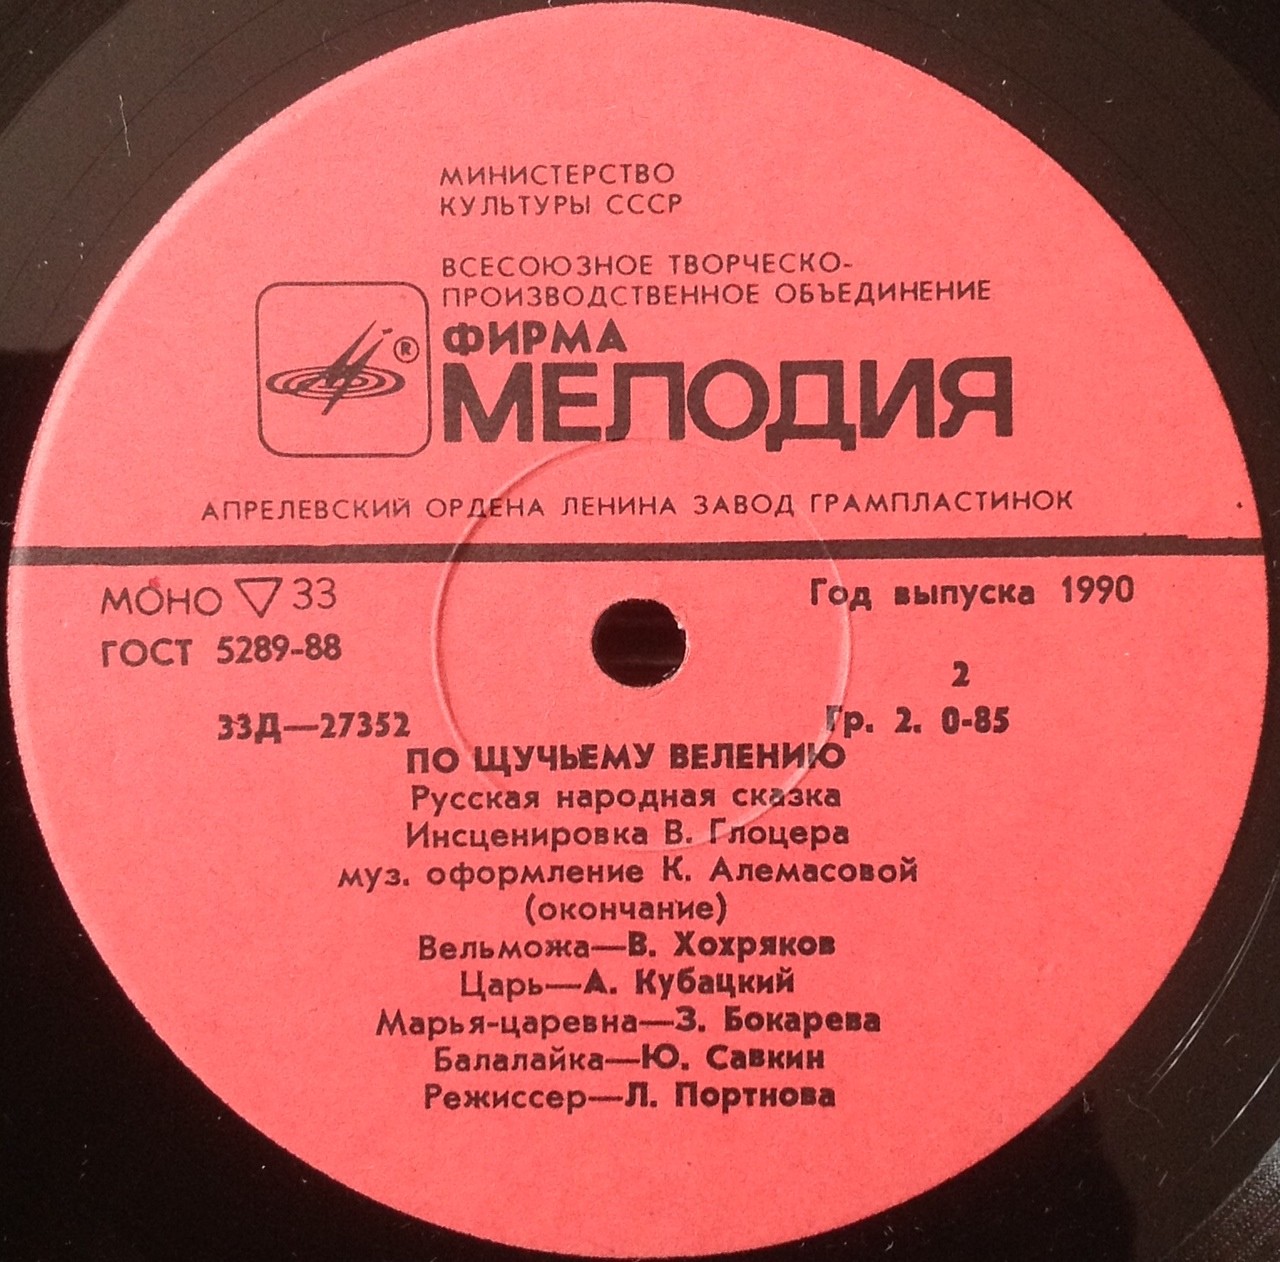 МИНИСТЕРСТВО
КУЛЬТУРЫ СССР
ВСЕСОЮЗНОЕ ТВОРЧЕСКО-
ПРОИЗВОДСТВЕННОЕ ОБЪЕДИНЕНИЕ
ФИРМА
®
МЕЛОДИЯ
АПРЕЛЕВСКИЙ ОРДЕНА ЛЕНИНА ЗАВОД ГРАМПЛАСТИНОК
МОНО ▽ 33
Год выпуска 1990
ГОСТ 5289-88
2
33Д—27352
Гр. 2. 0-85
ПО ЩУЧЬЕМУ ВЕЛЕНИЮ
Русская народная сказка
Инсценировка В. Глоцера
муз. оформление К. Алемасовой
(окончание)
Вельможа—В. Хохряков
Царь—А. Кубацкий
Марья-царевна—З. Бокарева
Балалайка—Ю. Савкин
Режиссер—Л. Портнова